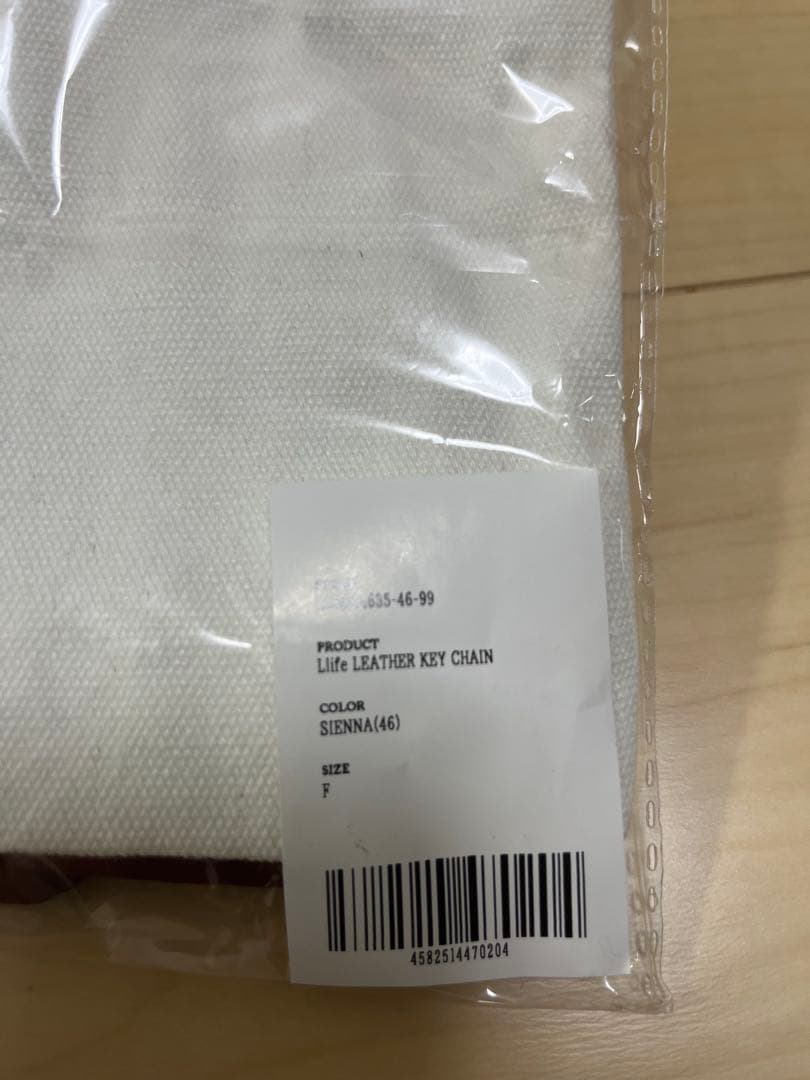 635-46-99
PRODUCT
Llife LEATHER KEY CHAIN
COLOR
SIENNA(46)
SIZE
F
4582514470204